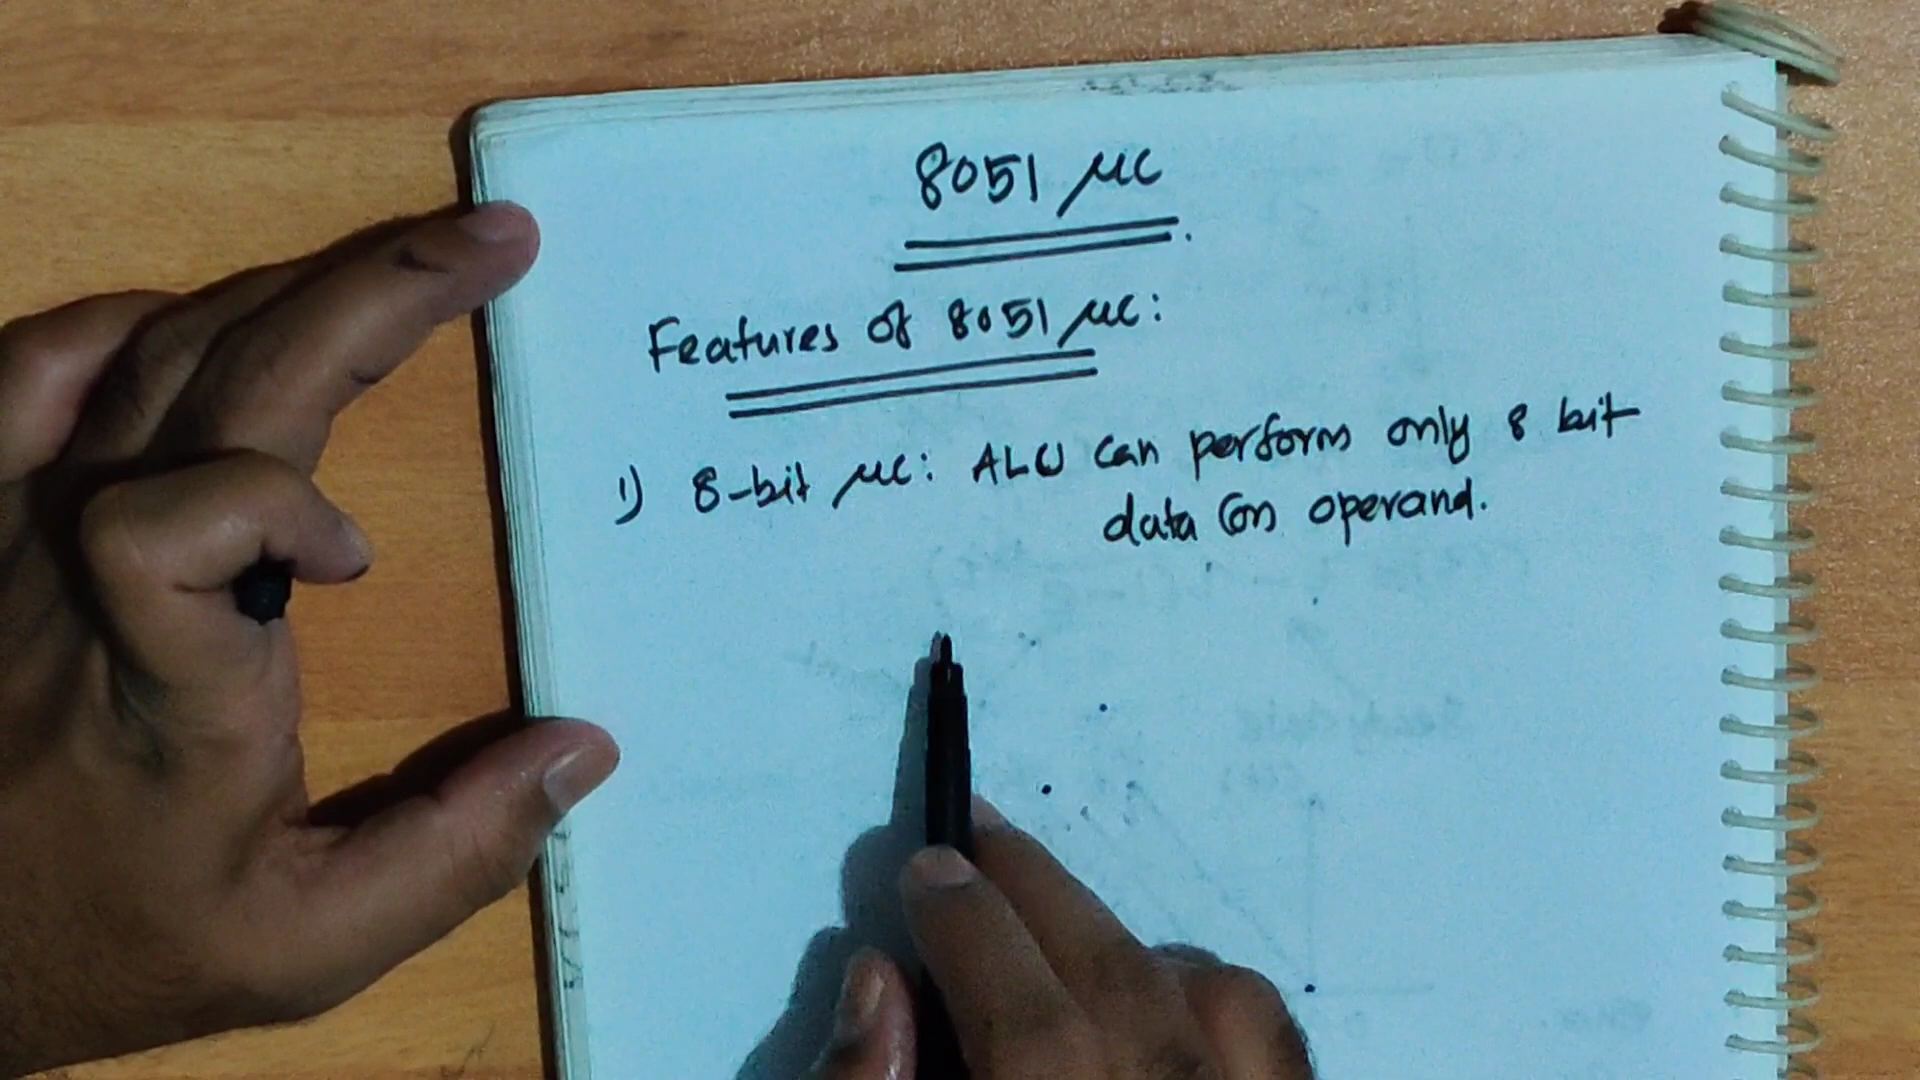 8051 μC
Features of 8051 μC:
1) 8-bit μC: ALU can perform only 8 bit
data on operand.